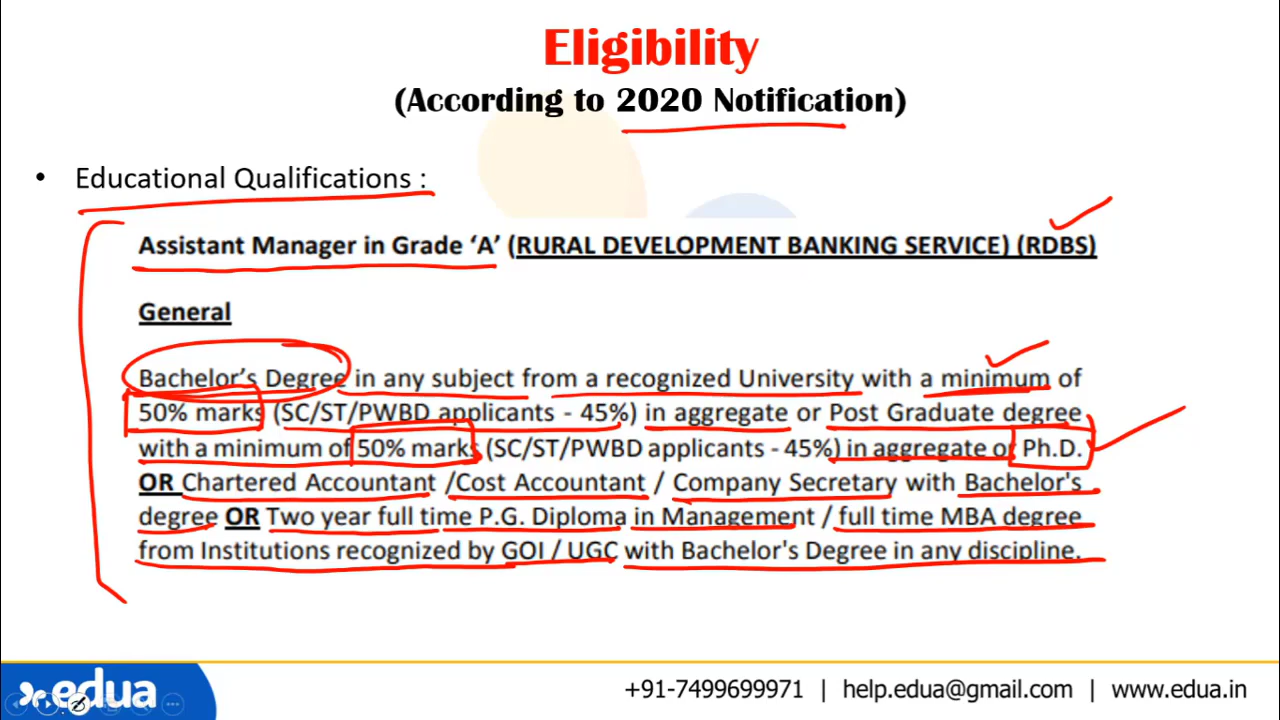 Eligibility
(According to 2020 Notification)
• Educational Qualifications :
Assistant Manager in Grade ‘A’ (RURAL DEVELOPMENT BANKING SERVICE) (RDBS)
General
Bachelor’s Degree in any subject from a recognized University with a minimum of
50% marks (SC/ST/PWBD applicants - 45%) in aggregate or Post Graduate degree
with a minimum of 50% marks (SC/ST/PWBD applicants - 45%) in aggregate or Ph.D.
OR Chartered Accountant /Cost Accountant / Company Secretary with Bachelor's
degree OR Two year full time P.G. Diploma in Management / full time MBA degree
from Institutions recognized by GOI / UGC with Bachelor's Degree in any discipline.
edua
+91-7499699971 | help.edua@gmail.com | www.edua.in